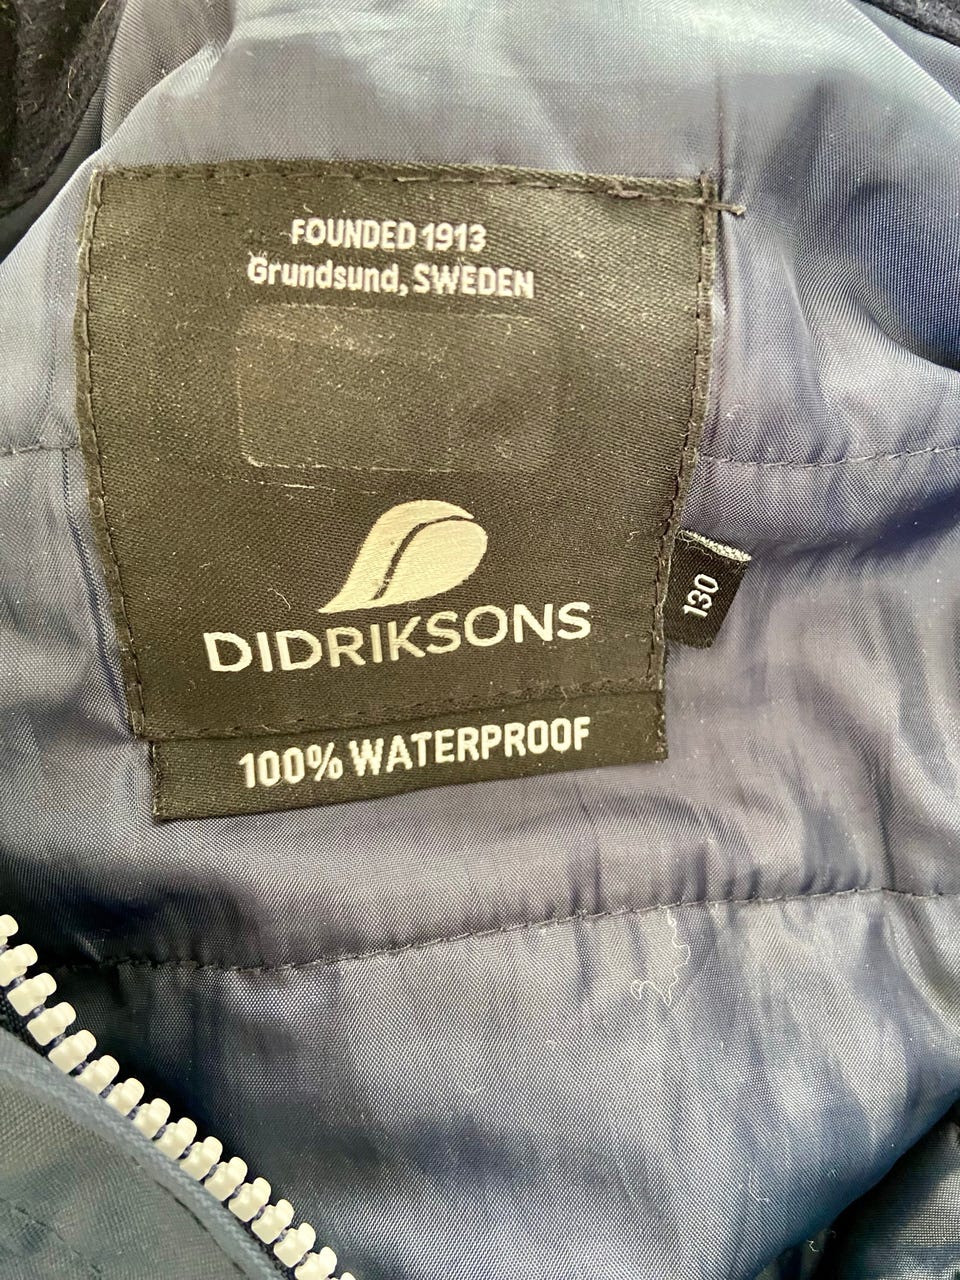 FOUNDED 1913
Grundsund, SWEDEN
DIDRIKSONS
130
100% WATERPROOF